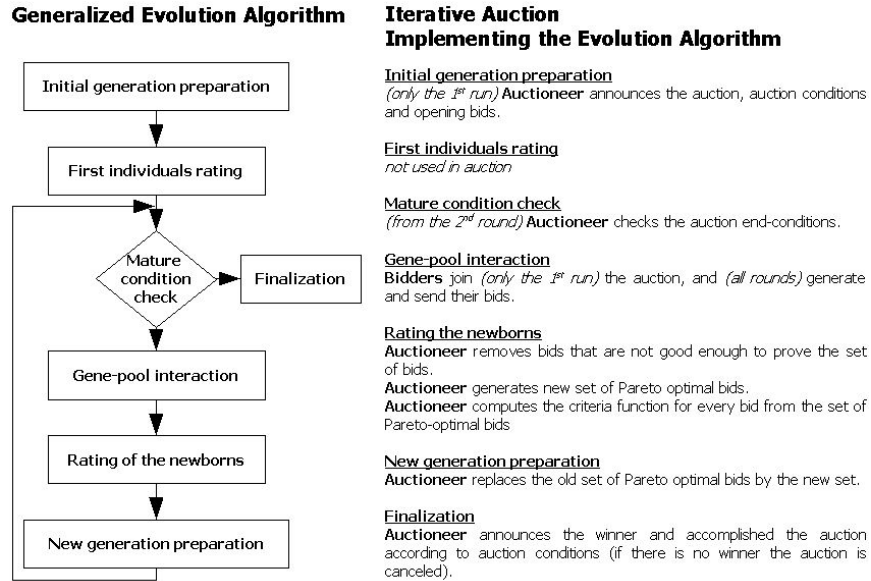 Generalized Evolution Algorithm
Initial generation preparation
First individuals rating
Mature
condition
check
Finalization
Gene-pool interaction
Rating of the newborns
New generation preparation
Iterative Auction
Implementing the Evolution Algorithm
Initial generation preparation
(only the 1st run) Auctioneer announces the auction, auction conditions
and opening bids.
First individuals rating
not used in auction
Mature condition check
(from the 2nd round) Auctioneer checks the auction end-conditions.
Gene-pool interaction
Bidders join (only the 1st run) the auction, and (all rounds) generate
and send their bids.
Rating the newborns
Auctioneer removes bids that are not good enough to prove the set
of bids.
Auctioneer generates new set of Pareto optimal bids.
Auctioneer computes the criteria function for every bid from the set of
Pareto-optimal bids
New generation preparation
Auctioneer replaces the old set of Pareto optimal bids by the new set.
Finalization
Auctioneer announces the winner and accomplished the auction
according to auction conditions (if there is no winner the auction is
canceled).